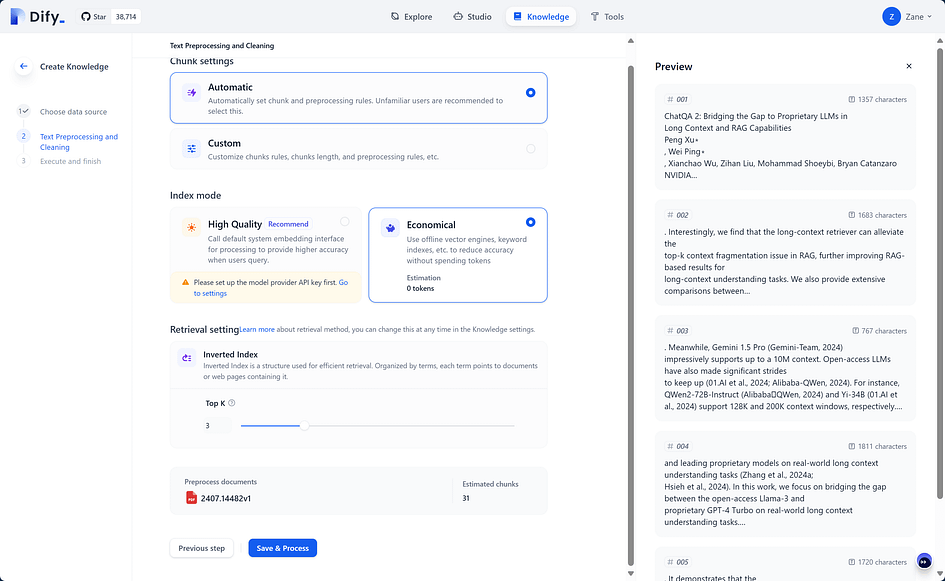 Dify_
Star 38,714
Explore
Studio
Knowledge
Tools
Z Zane
Create Knowledge
1 Choose data source
2 Text Preprocessing and
Cleaning
3 Execute and finish
Text Preprocessing and Cleaning
Chunk settings
Automatic
Automatically set chunk and preprocessing rules. Unfamiliar users are recommended to
select this.
Custom
Customize chunks rules, chunks length, and preprocessing rules, etc.
Index mode
High Quality Recommend
Call default system embedding interface
for processing to provide higher accuracy
when users query.
Please set up the model provider API key first. Go
to settings
Economical
Use offline vector engines, keyword
indexes, etc. to reduce accuracy
without spending tokens
Estimation
0 tokens
Retrieval setting
Learn more about retrieval method, you can change this at any time in the Knowledge settings.
Inverted Index
Inverted Index is a structure used for efficient retrieval. Organized by terms, each term points to documents
or web pages containing it.
Top K
3
Preprocess documents
PDF 2407.14482v1
Estimated chunks
31
Previous step
Save & Process
Preview
# 001 1357 characters
ChatQA 2: Bridging the Gap to Proprietary LLMs in
Long Context and RAG Capabilities
Peng Xu∗
, Wei Ping∗
, Xianchao Wu, Zihan Liu, Mohammad Shoeybi, Bryan Catanzaro
NVIDIA...
# 002 1683 characters
. Interestingly, we find that the long-context retriever can alleviate
the
top-k context fragmentation issue in RAG, further improving RAG-
based results for
long-context understanding tasks. We also provide extensive
comparisons between...
# 003 767 characters
. Meanwhile, Gemini 1.5 Pro (Gemini-Team, 2024)
impressively supports up to a 10M context. Open-access LLMs
have also made significant strides
to keep up (01.AI et al., 2024; Alibaba-QWen, 2024). For instance,
QWen2-72B-Instruct (Alibaba▯QWen, 2024) and Yi-34B (01.AI et
al., 2024) support 128K and 200K context windows, respectively....
# 004 1811 characters
and leading proprietary models on real-world long context
understanding tasks (Zhang et al., 2024a;
Hsieh et al., 2024). In this work, we focus on bridging the gap
between the open-access Llama-3 and
proprietary GPT-4 Turbo on real-world long context
understanding tasks....
# 005 1720 characters
. It demonstrates that the